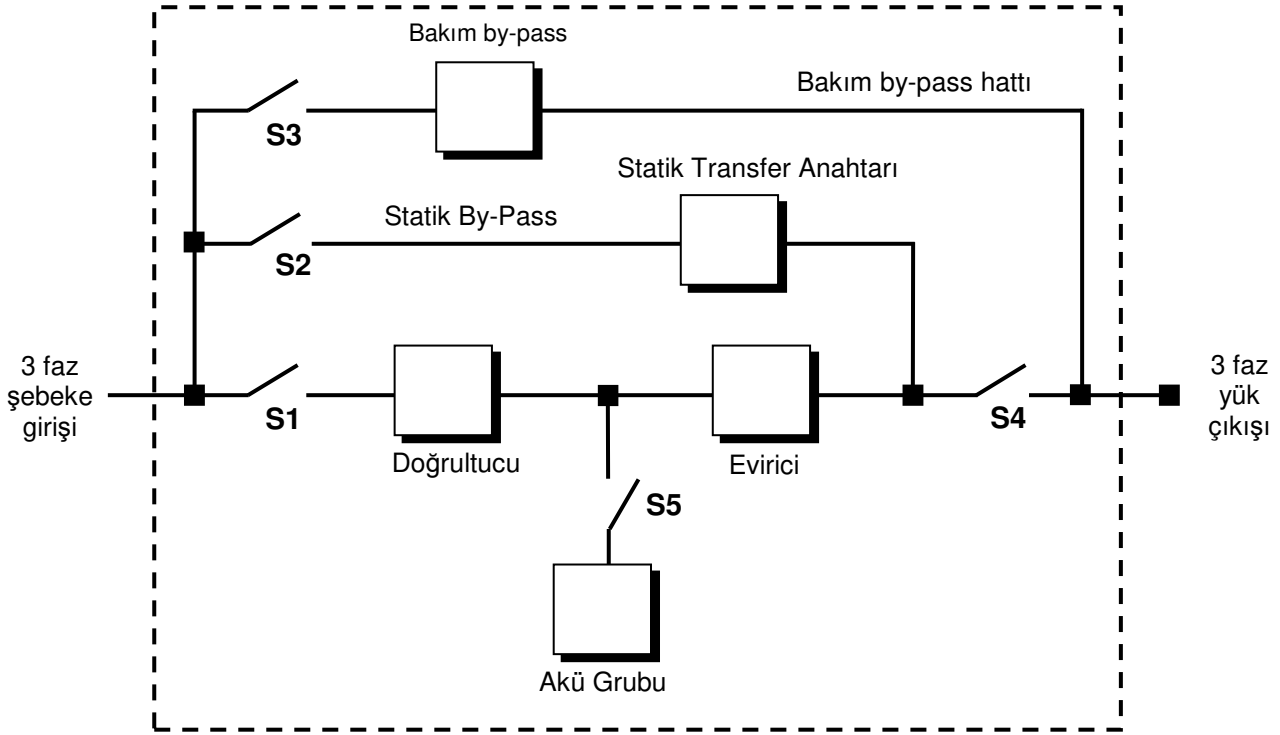 Bakım by-pass
Bakım by-pass hattı
S3
Statik Transfer Anahtarı
Statik By-Pass
S2
3 faz
şebeke
girişi
S1
Doğrultucu
Evirici
S4
3 faz
yük
çıkışı
S5
Akü Grubu